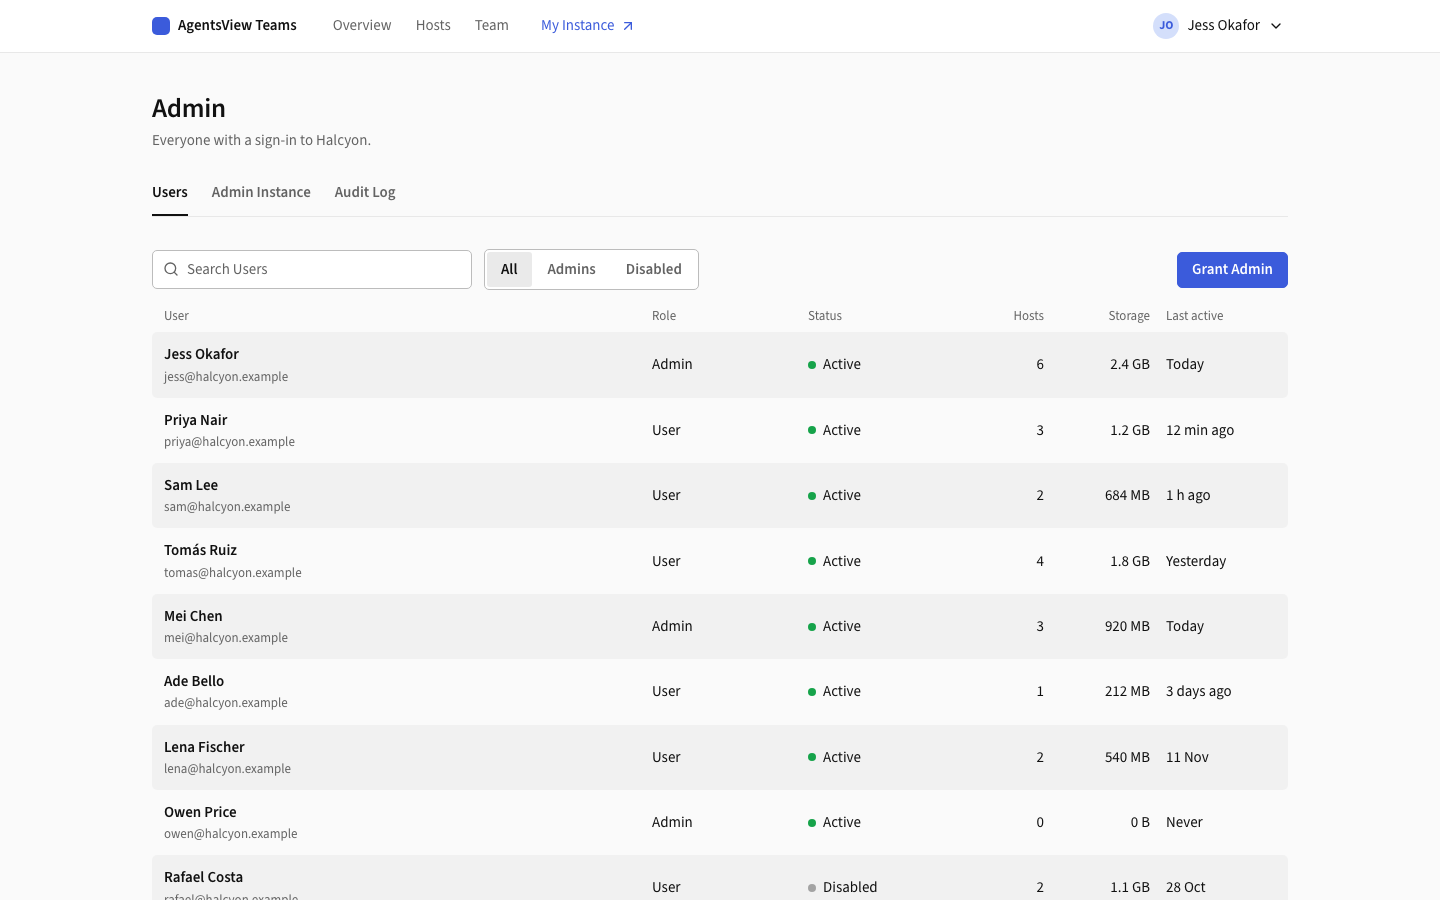 AgentsView Teams Overview Hosts Team My Instance JO Jess Okafor
Admin
Everyone with a sign-in to Halcyon.
Users Admin Instance Audit Log
Search Users All Admins Disabled Grant Admin
User Role Status Hosts Storage Last active
Jess Okafor
jess@halcyon.example
Admin Active 6 2.4 GB Today
Priya Nair
priya@halcyon.example
User Active 3 1.2 GB 12 min ago
Sam Lee
sam@halcyon.example
User Active 2 684 MB 1 h ago
Tomás Ruiz
tomas@halcyon.example
User Active 4 1.8 GB Yesterday
Mei Chen
mei@halcyon.example
Admin Active 3 920 MB Today
Ade Bello
ade@halcyon.example
User Active 1 212 MB 3 days ago
Lena Fischer
lena@halcyon.example
User Active 2 540 MB 11 Nov
Owen Price
owen@halcyon.example
Admin Active 0 0 B Never
Rafael Costa
rafael@halcyon.example
User Disabled 2 1.1 GB 28 Oct